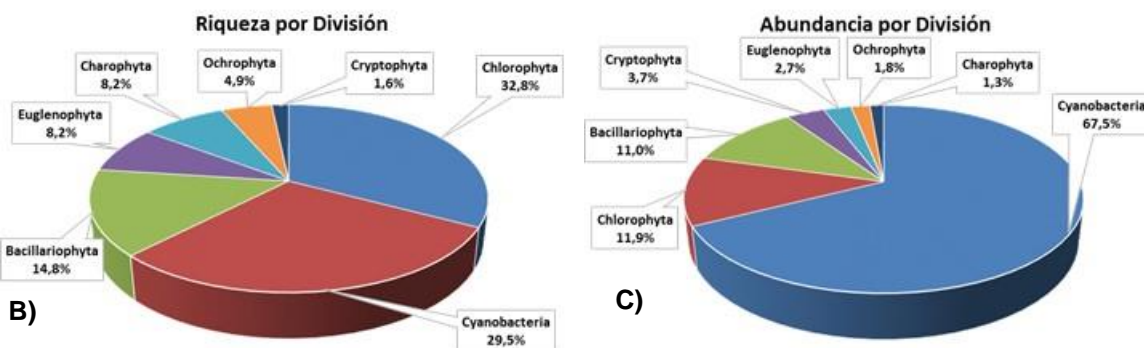 Riqueza por División
Ochrophyta
4,9%
Cryptophyta
1,6%
Charophyta
8,2%
Chlorophyta
32,8%
Euglenophyta
8,2%
Bacillariophyta
14,8%
Cyanobacteria
29,5%
B)
Abundancia por División
Euglenophyta
2,7%
Ochrophyta
1,8%
Cryptophyta
3,7%
Charophyta
1,3%
Cyanobacteria
67,5%
Bacillariophyta
11,0%
Chlorophyta
11,9%
C)